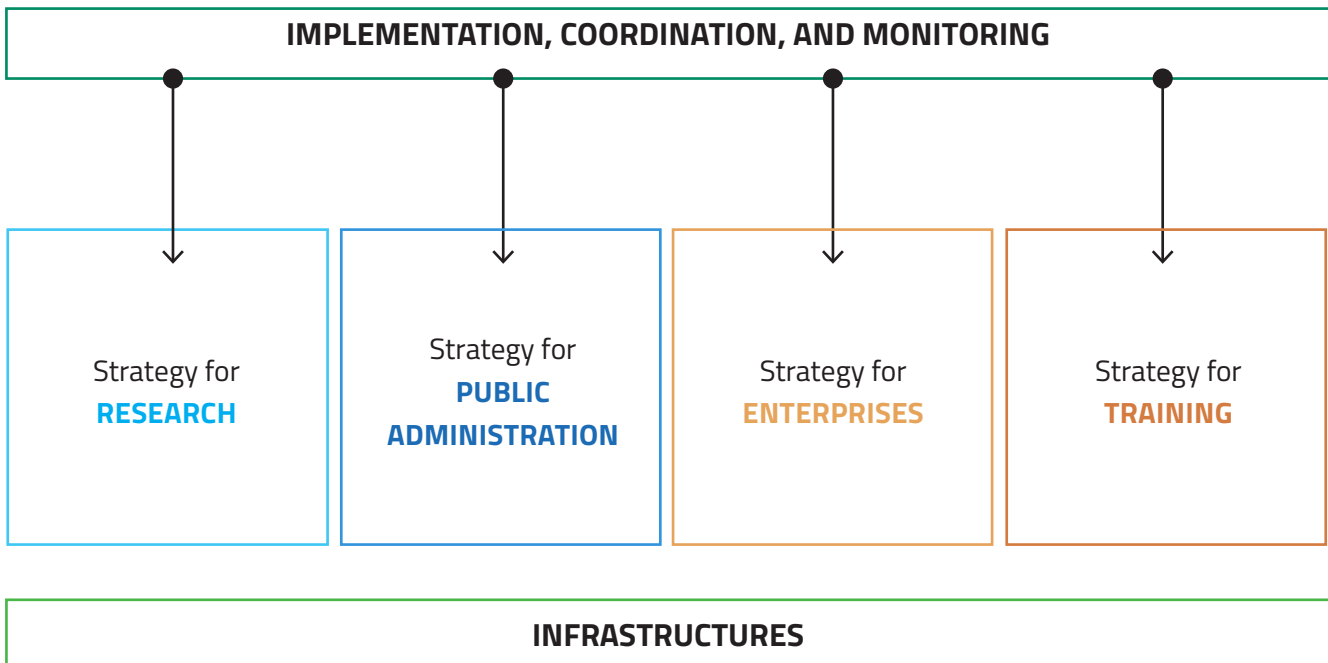 IMPLEMENTATION, COORDINATION, AND MONITORING
Strategy for
RESEARCH
Strategy for
PUBLIC
ADMINISTRATION
Strategy for
ENTERPRISES
Strategy for
TRAINING
INFRASTRUCTURES